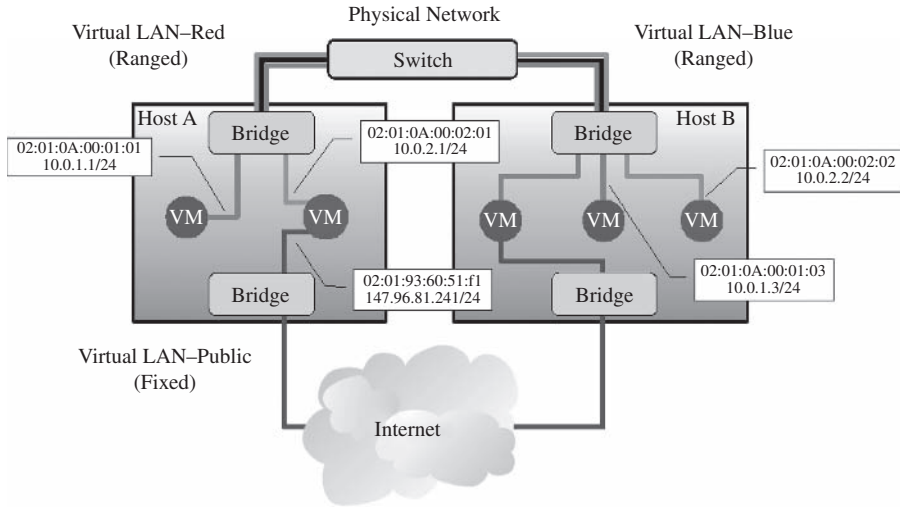 Physical Network
Virtual LAN–Red
(Ranged)
Virtual LAN–Blue
(Ranged)
Switch
Host A
Host B
Bridge
Bridge
02:01:0A:00:01:01
10.0.1.1/24
02:01:0A:00:02:01
10.0.2.1/24
02:01:0A:00:02:02
10.0.2.2/24
VM
VM
VM
VM
VM
02:01:93:60:51:f1
147.96.81.241/24
02:01:0A:00:01:03
10.0.1.3/24
Bridge
Bridge
Virtual LAN–Public
(Fixed)
Internet